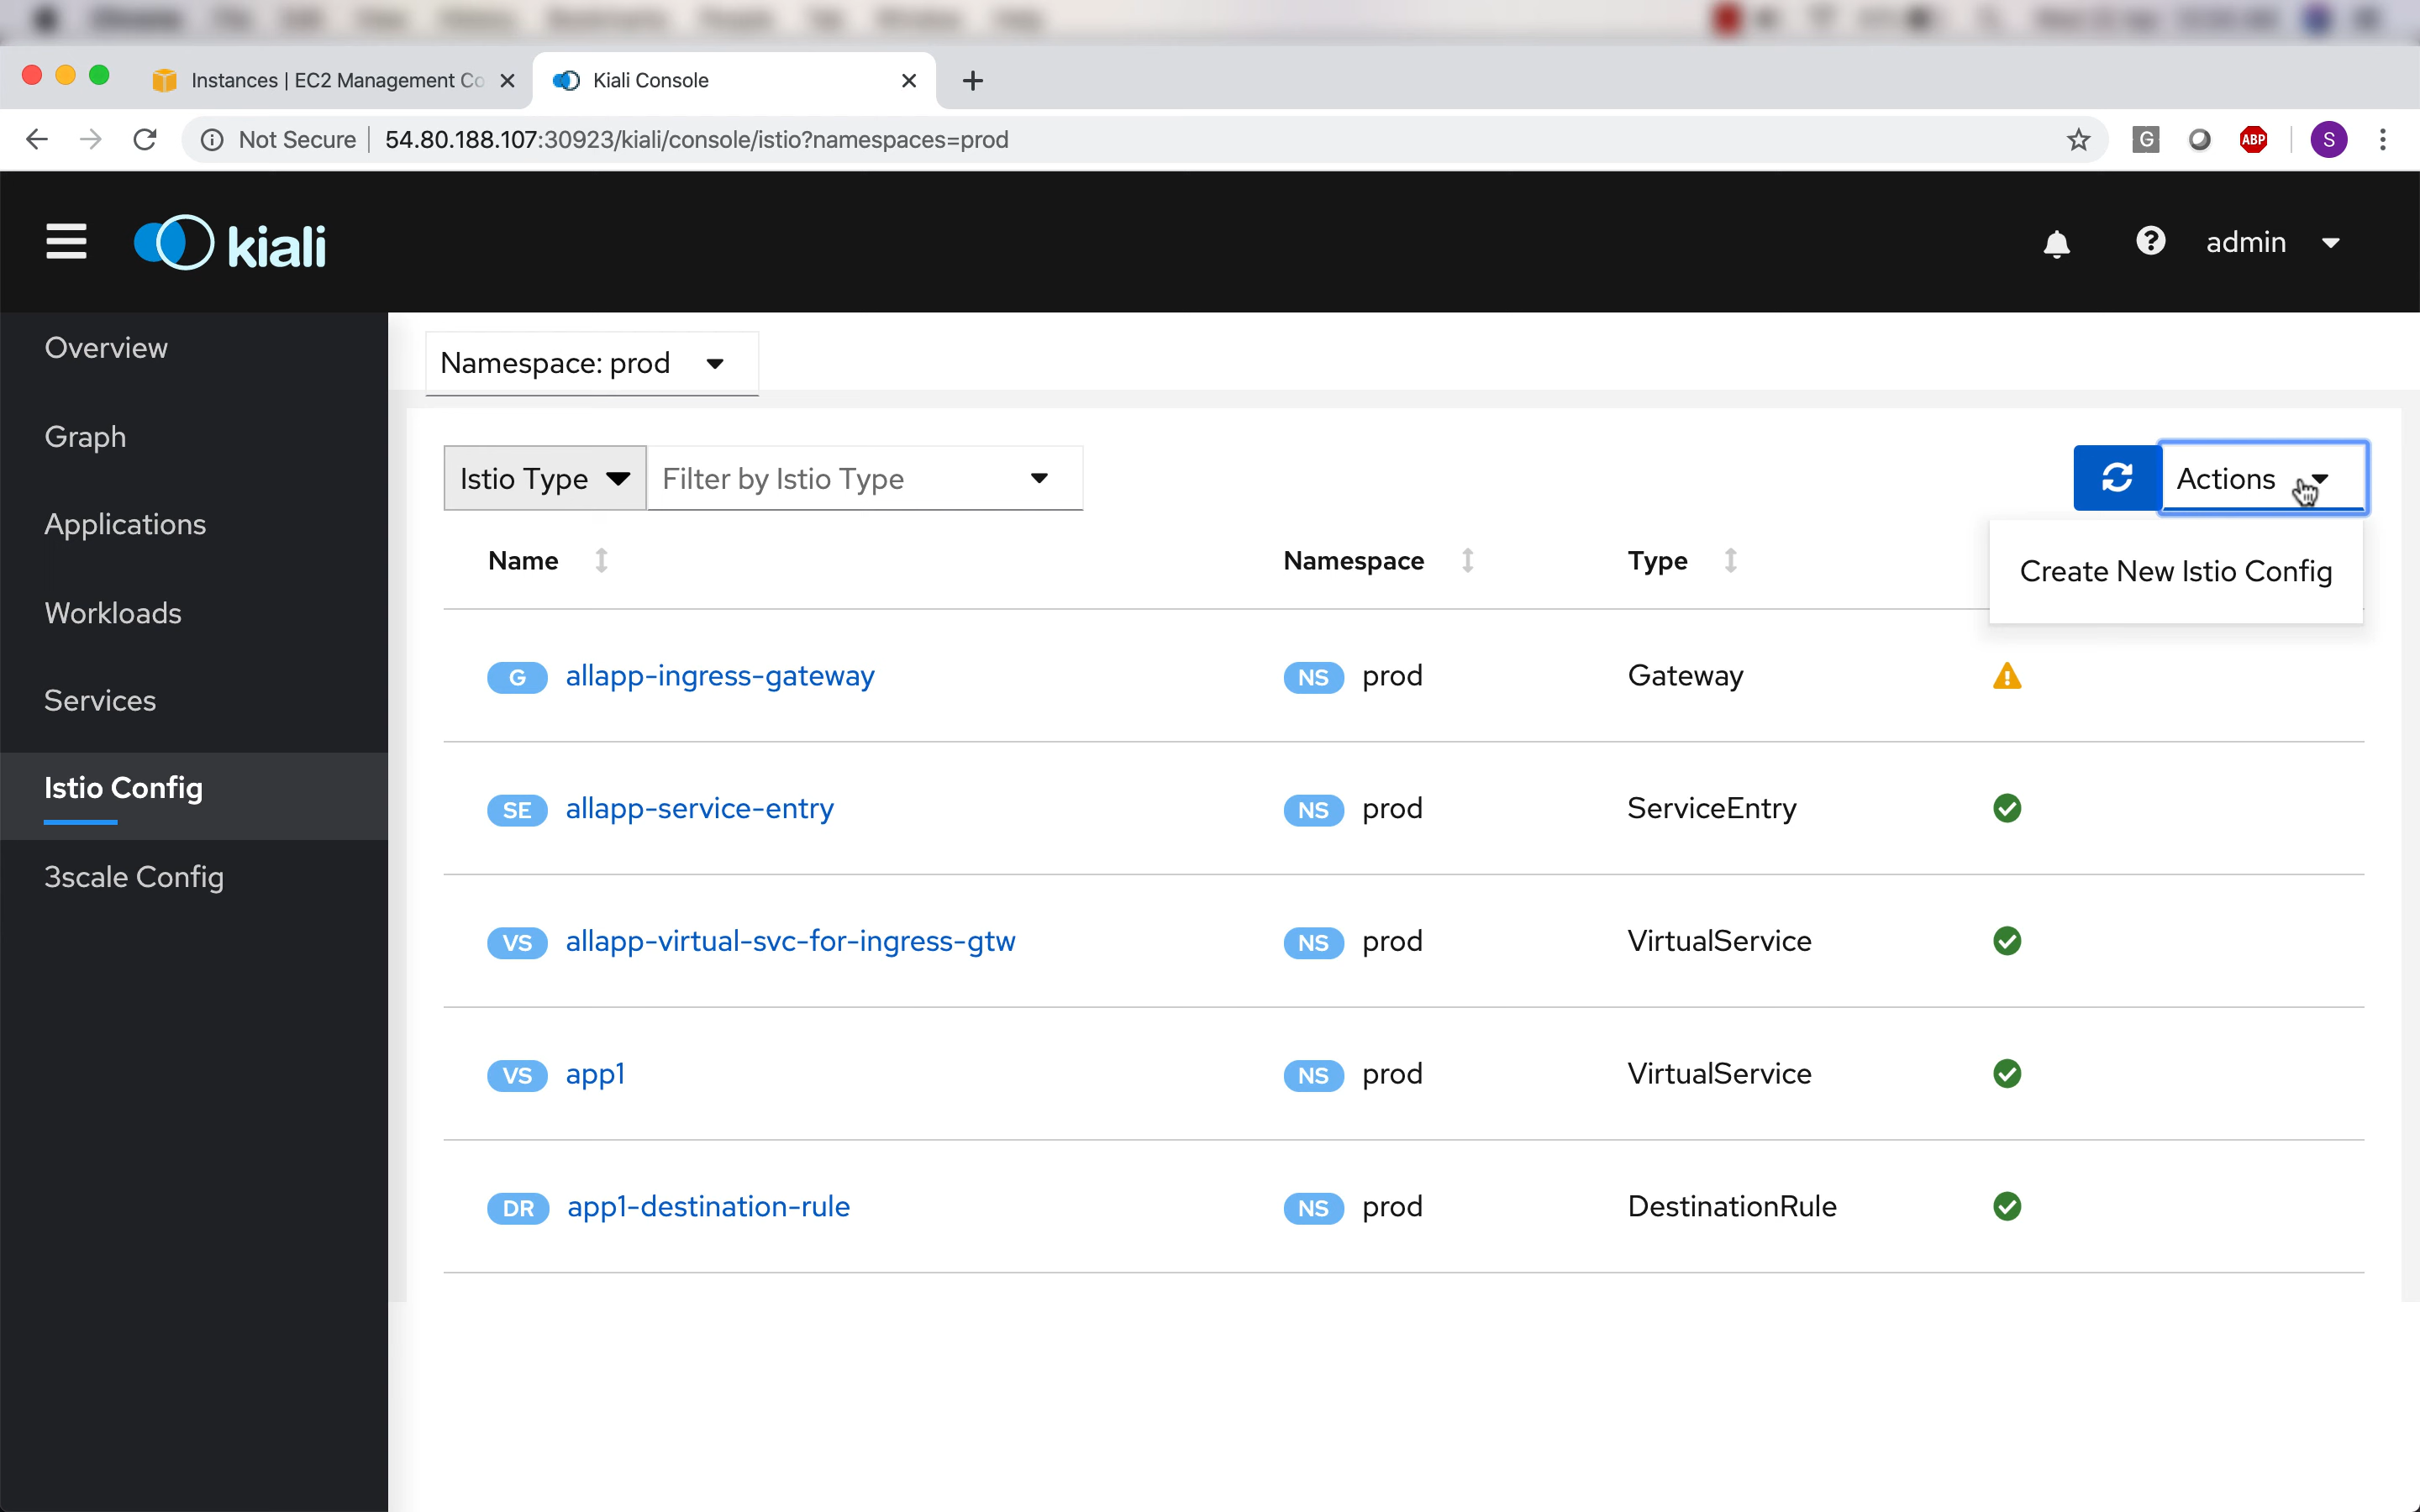 Instances | EC2 Management Co
Kiali Console
Not Secure 54.80.188.107:30923/kiali/console/istio?namespaces=prod
G
ABP
S
kiali
admin
Overview
Graph
Applications
Workloads
Services
Istio Config
3scale Config
Namespace: prod
Istio Type Filter by Istio Type
Actions
Create New Istio Config
Name Namespace Type
G allapp-ingress-gateway NS prod Gateway
SE allapp-service-entry NS prod ServiceEntry
VS allapp-virtual-svc-for-ingress-gtw NS prod VirtualService
VS app1 NS prod VirtualService
DR app1-destination-rule NS prod DestinationRule